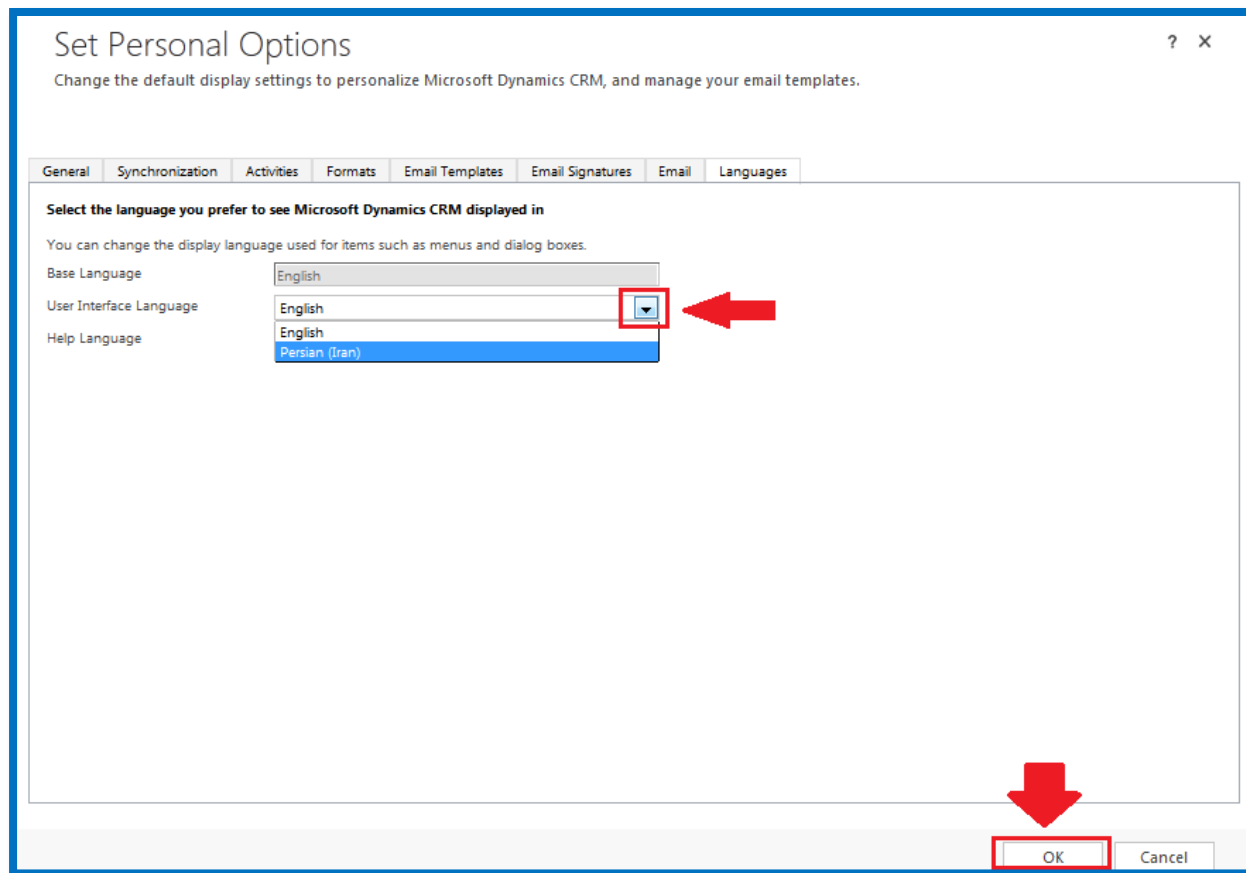 Set Personal Options
? X
Change the default display settings to personalize Microsoft Dynamics CRM, and manage your email templates.
General Synchronization Activities Formats Email Templates Email Signatures Email Languages
Select the language you prefer to see Microsoft Dynamics CRM displayed in
You can change the display language used for items such as menus and dialog boxes.
Base Language English
User Interface Language English
English
Help Language
Persian (Iran)
OK Cancel